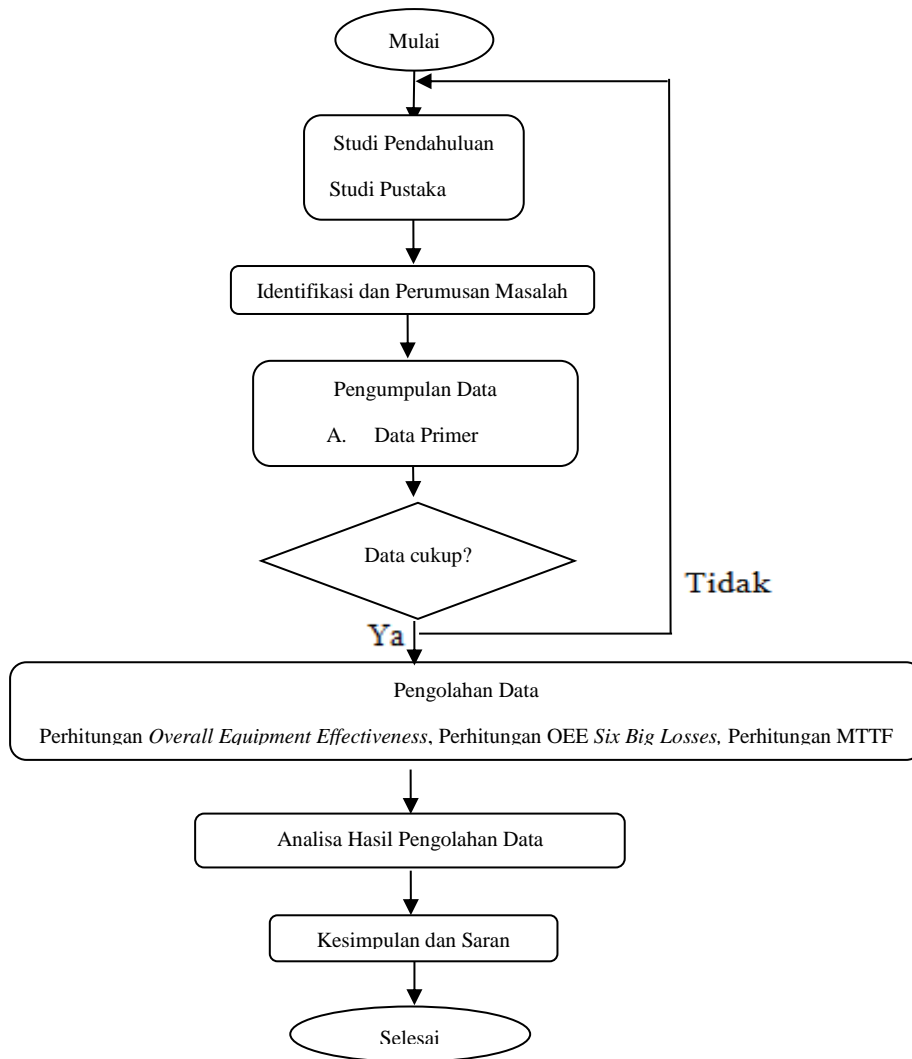 Mulai
Studi Pendahuluan
Studi Pustaka
Identifikasi dan Perumusan Masalah
Pengumpulan Data
A. Data Primer
Data cukup?
Tidak
Ya
Pengolahan Data
Perhitungan Overall Equipment Effectiveness, Perhitungan OEE Six Big Losses, Perhitungan MTTF
Analisa Hasil Pengolahan Data
Kesimpulan dan Saran
Selesai